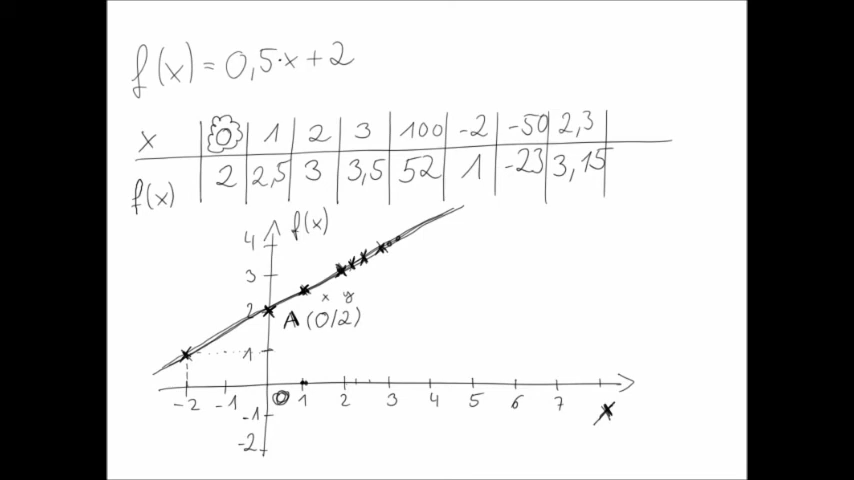 f(x) = 0,5·x + 2
x 0 1 2 3 100 -2 -50 2,3
f(x) 2 2,5 3 3,5 52 1 -23 3,15
f(x)
4
3
x y
2 A (0/2)
1
-2 -1 0 1 2 3 4 5 6 7
-1 x
-2